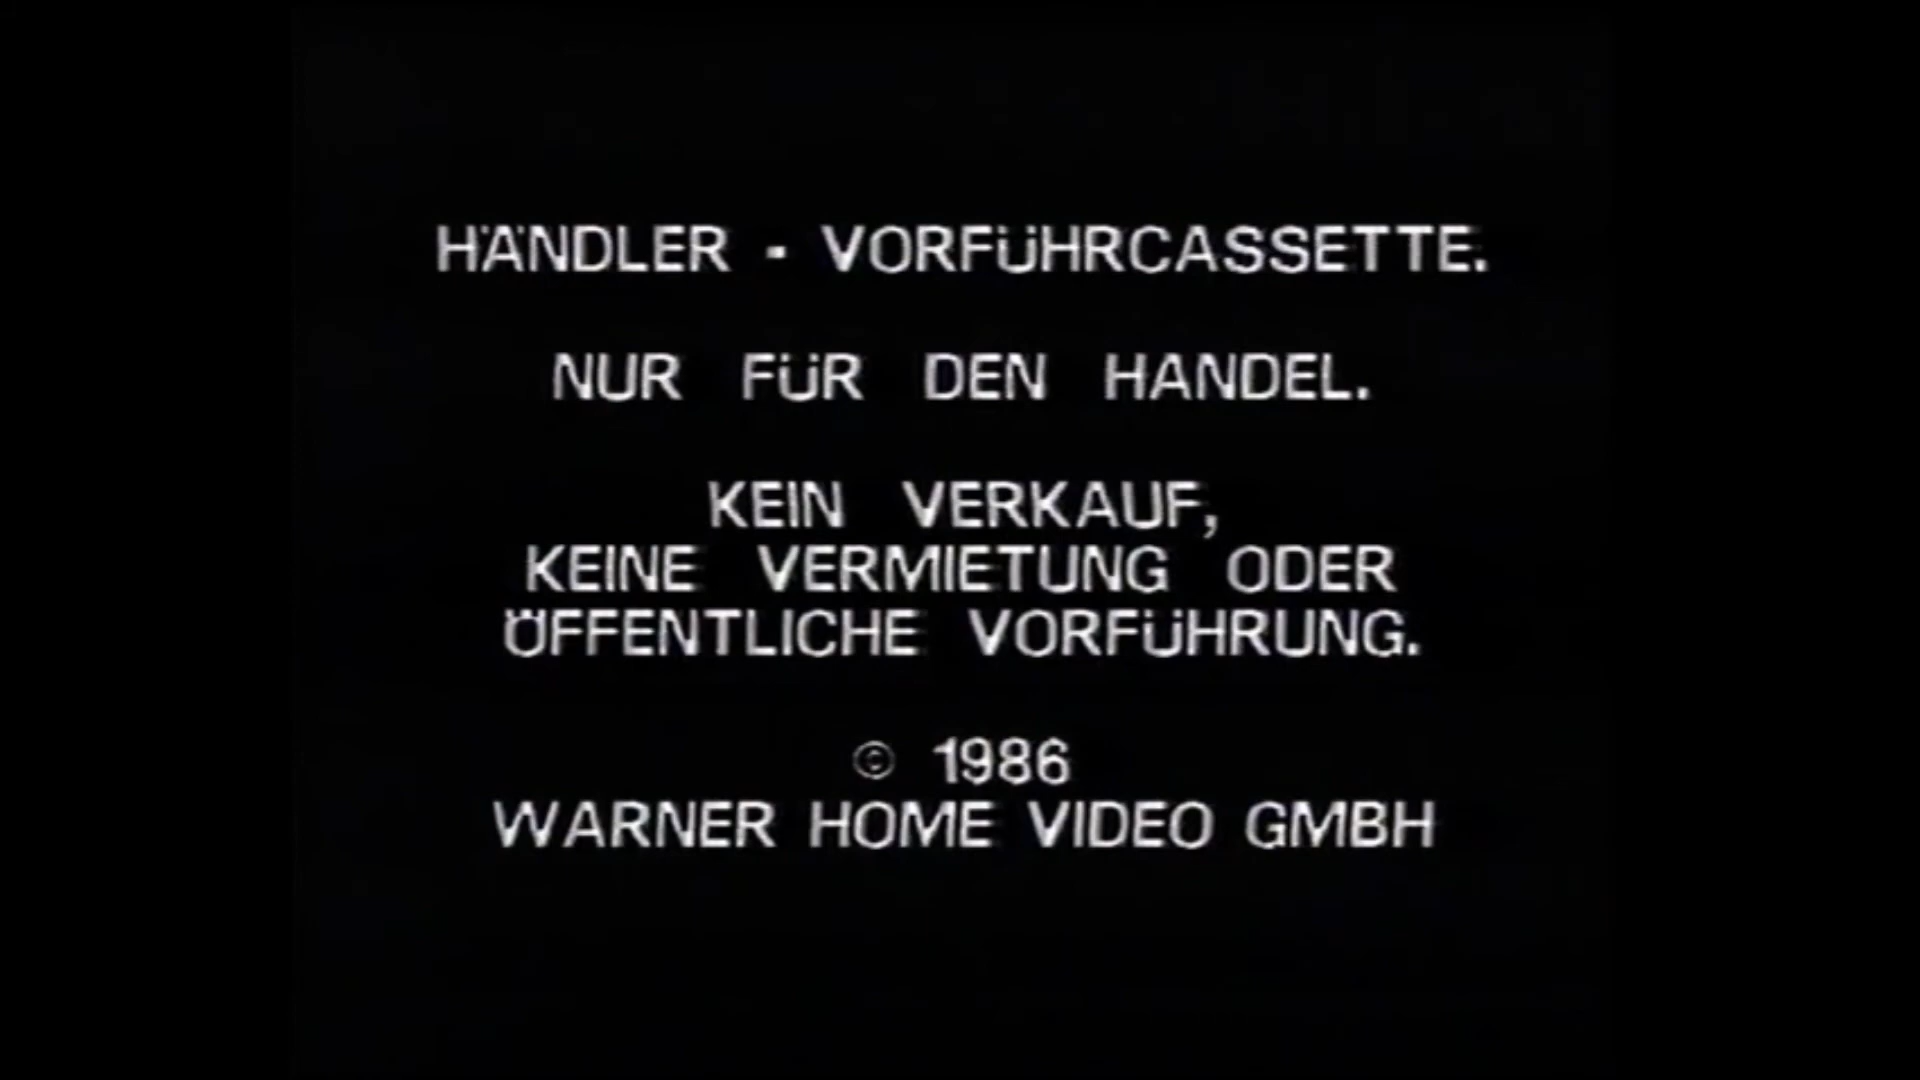 HÄNDLER - VORFÜHRCASSETTE.
NUR FÜR DEN HANDEL.
KEIN VERKAUF,
KEINE VERMIETUNG ODER
ÖFFENTLICHE VORFÜHRUNG.
© 1986
WARNER HOME VIDEO GMBH